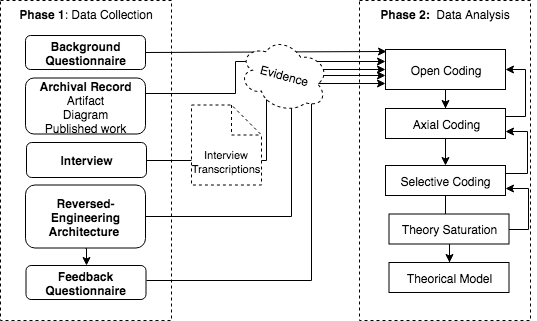 Phase 1: Data Collection
Background
Questionnaire
Archival Record
Artifact
Diagram
Published work
Interview
Reversed-
Engineering
Architecture
Feedback
Questionnaire
Evidence
Interview
Transcriptions
Phase 2: Data Analysis
Open Coding
Axial Coding
Selective Coding
Theory Saturation
Theorical Model